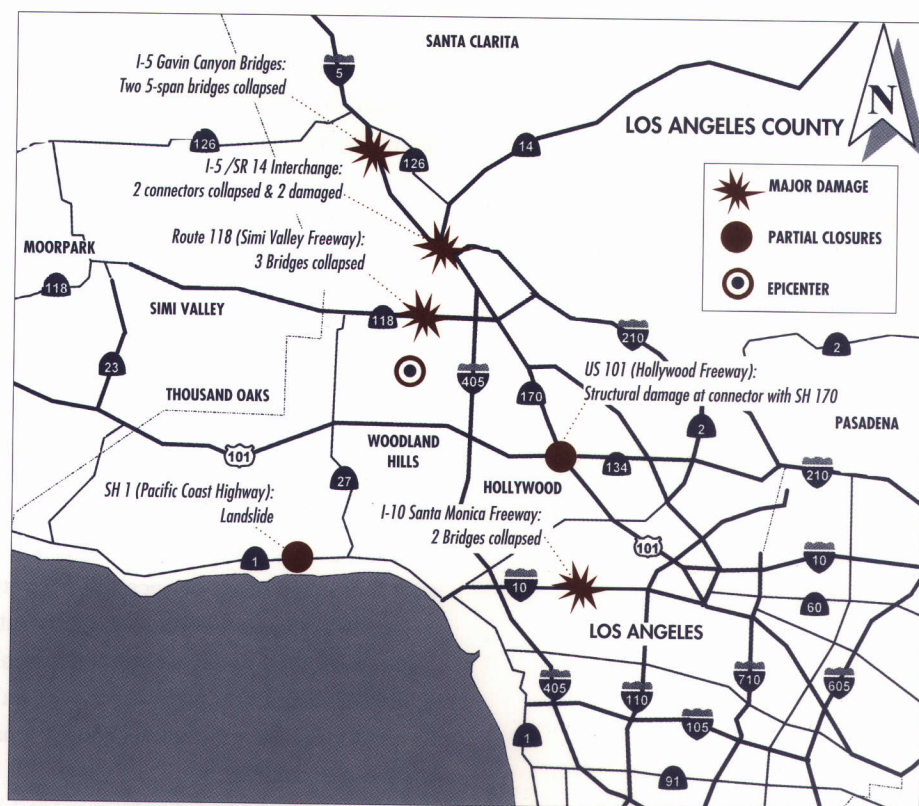 SANTA CLARITA
I-5 Gavin Canyon Bridges:
Two 5-span bridges collapsed
5
LOS ANGELES COUNTY
N
126
14
126
I-5 /SR 14 Interchange:
2 connectors collapsed & 2 damaged
MAJOR DAMAGE
PARTIAL CLOSURES
EPICENTER
Route 118 (Simi Valley Freeway):
3 Bridges collapsed
MOORPARK
118
SIMI VALLEY
118
210
2
23
405
170
US 101 (Hollywood Freeway):
Structural damage at connector with SH 170
THOUSAND OAKS
PASADENA
2
101
WOODLAND
HILLS
134
210
27
HOLLYWOOD
SH 1 (Pacific Coast Highway):
Landslide
I-10 Santa Monica Freeway:
2 Bridges collapsed
101
1
10
10
60
LOS ANGELES
405
110
710
605
1
105
91